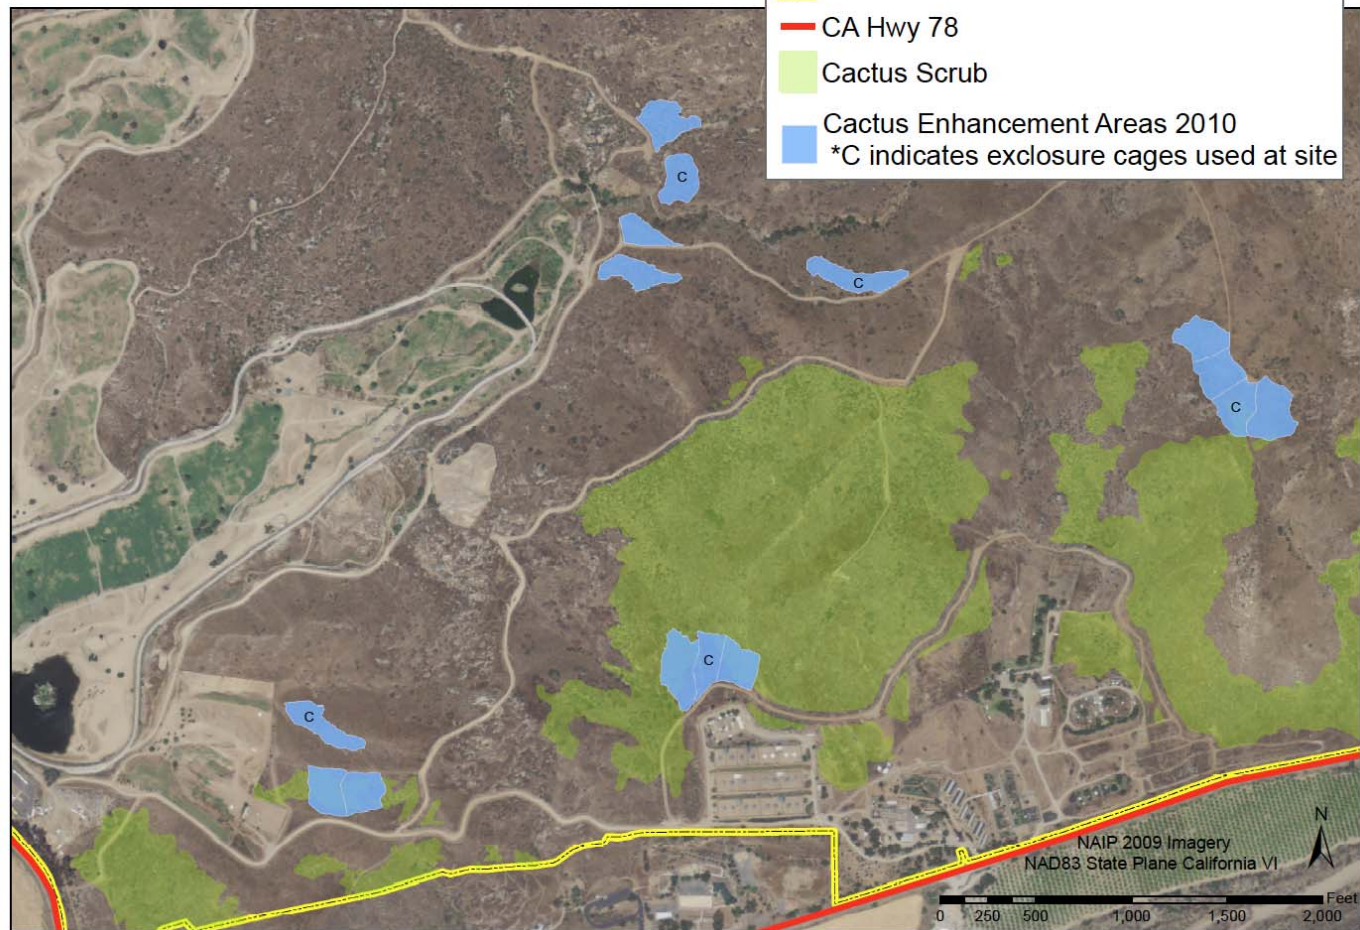 CA Hwy 78
Cactus Scrub
Cactus Enhancement Areas 2010
*C indicates exclosure cages used at site
C
C
C
C
C
N
NAIP 2009 Imagery
NAD83 State Plane California VI
Feet
0 250 500 1,000 1,500 2,000